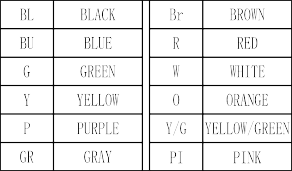 BL BLACK Br BROWN
BU BLUE R RED
G GREEN W WHITE
Y YELLOW O ORANGE
P PURPLE Y/G YELLOW/GREEN
GR GRAY PI PINK